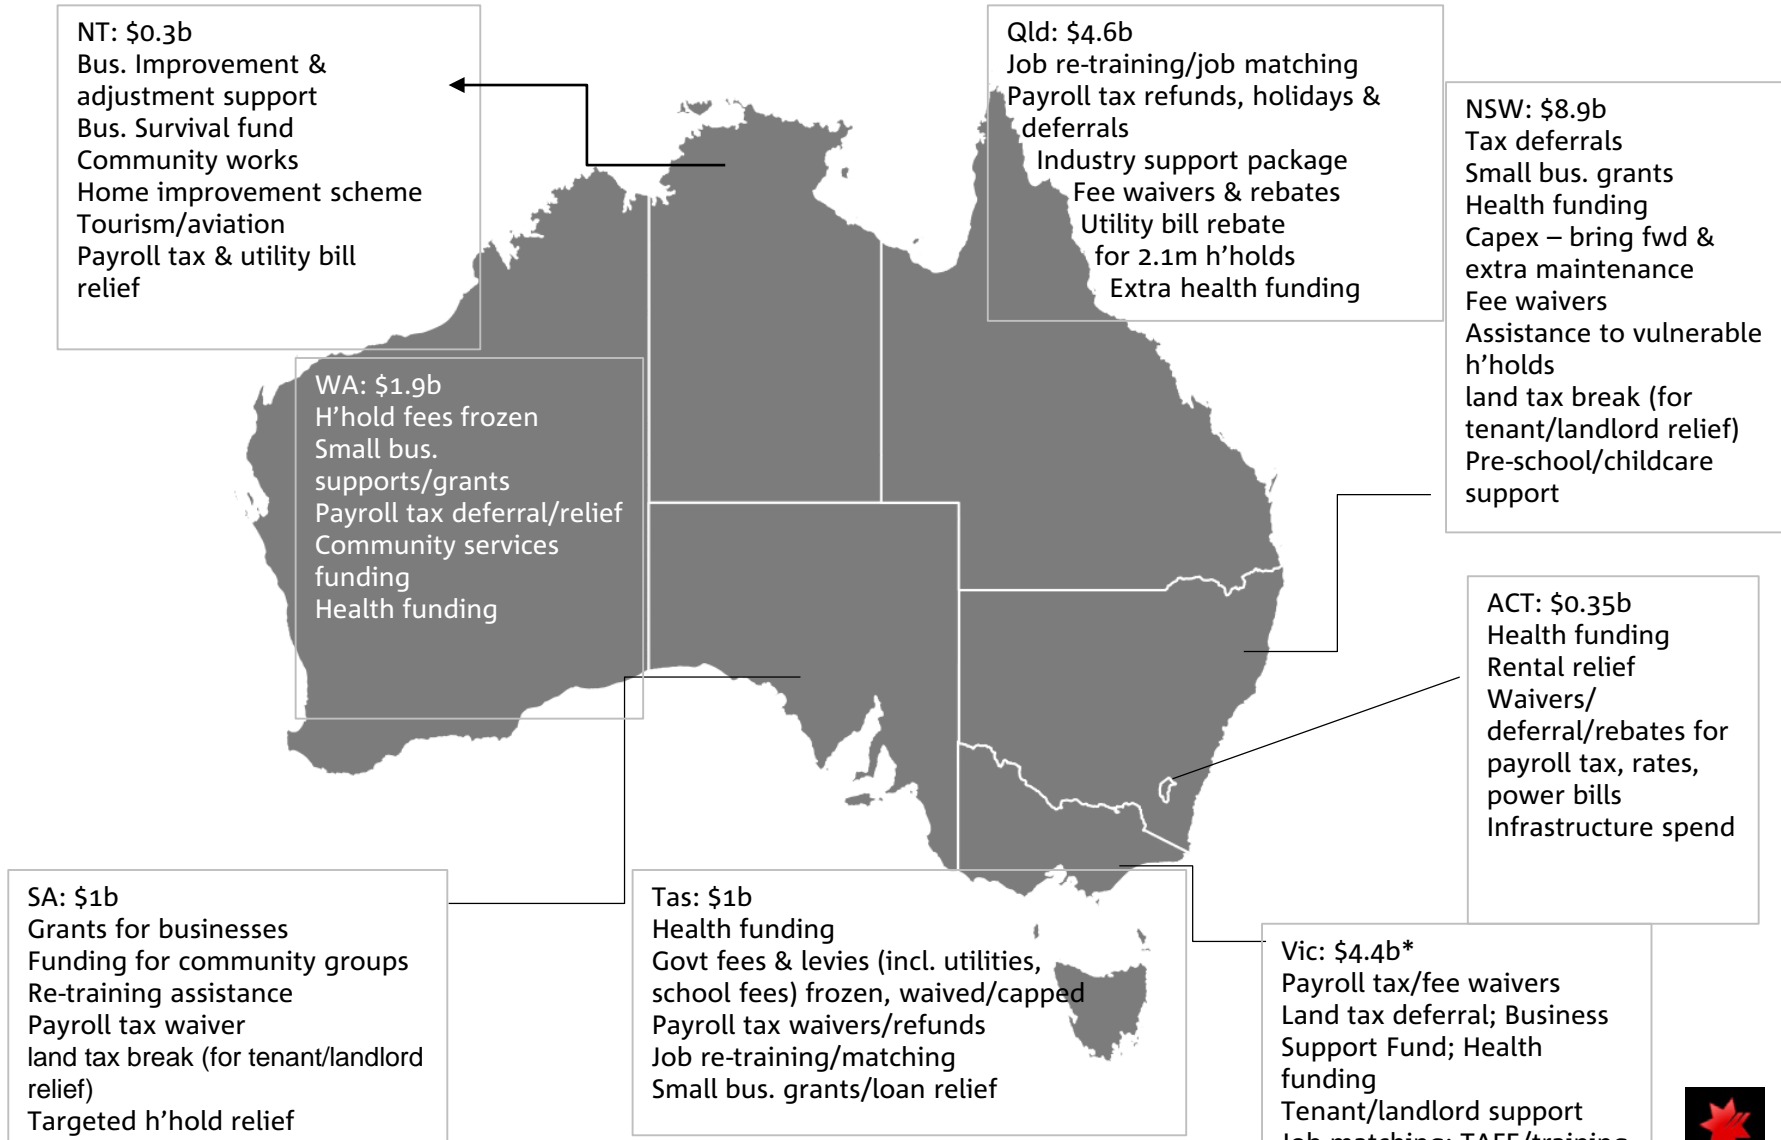 NT: $0.3b
Bus. Improvement &
adjustment support
Bus. Survival fund
Community works
Home improvement scheme
Tourism/aviation
Payroll tax & utility bill
relief
Qld: $4.6b
Job re-training/job matching
Payroll tax refunds, holidays &
deferrals
Industry support package
Fee waivers & rebates
Utility bill rebate
for 2.1m h’holds
Extra health funding
NSW: $8.9b
Tax deferrals
Small bus. grants
Health funding
Capex – bring fwd &
extra maintenance
Fee waivers
Assistance to vulnerable
h’holds
land tax break (for
tenant/landlord relief)
Pre-school/childcare
support
WA: $1.9b
H’hold fees frozen
Small bus.
supports/grants
Payroll tax deferral/relief
Community services
funding
Health funding
ACT: $0.35b
Health funding
Rental relief
Waivers/
deferral/rebates for
payroll tax, rates,
power bills
Infrastructure spend
SA: $1b
Grants for businesses
Funding for community groups
Re-training assistance
Payroll tax waiver
land tax break (for tenant/landlord
relief)
Targeted h’hold relief
Tas: $1b
Health funding
Govt fees & levies (incl. utilities,
school fees) frozen, waived/capped
Payroll tax waivers/refunds
Job re-training/matching
Small bus. grants/loan relief
Vic: $4.4b*
Payroll tax/fee waivers
Land tax deferral; Business
Support Fund; Health
funding
Tenant/landlord support
Job matching; TAFE/training